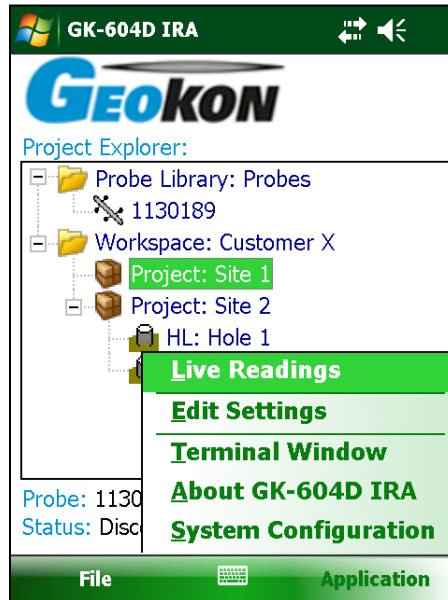 GK-604D IRA
GEOKON
Project Explorer:
Probe Library: Probes
1130189
Workspace: Customer X
Project: Site 1
Project: Site 2
HL: Hole 1
Live Readings
Edit Settings
Terminal Window
About GK-604D IRA
System Configuration
Probe: 1130
Status: Disc
File
Application